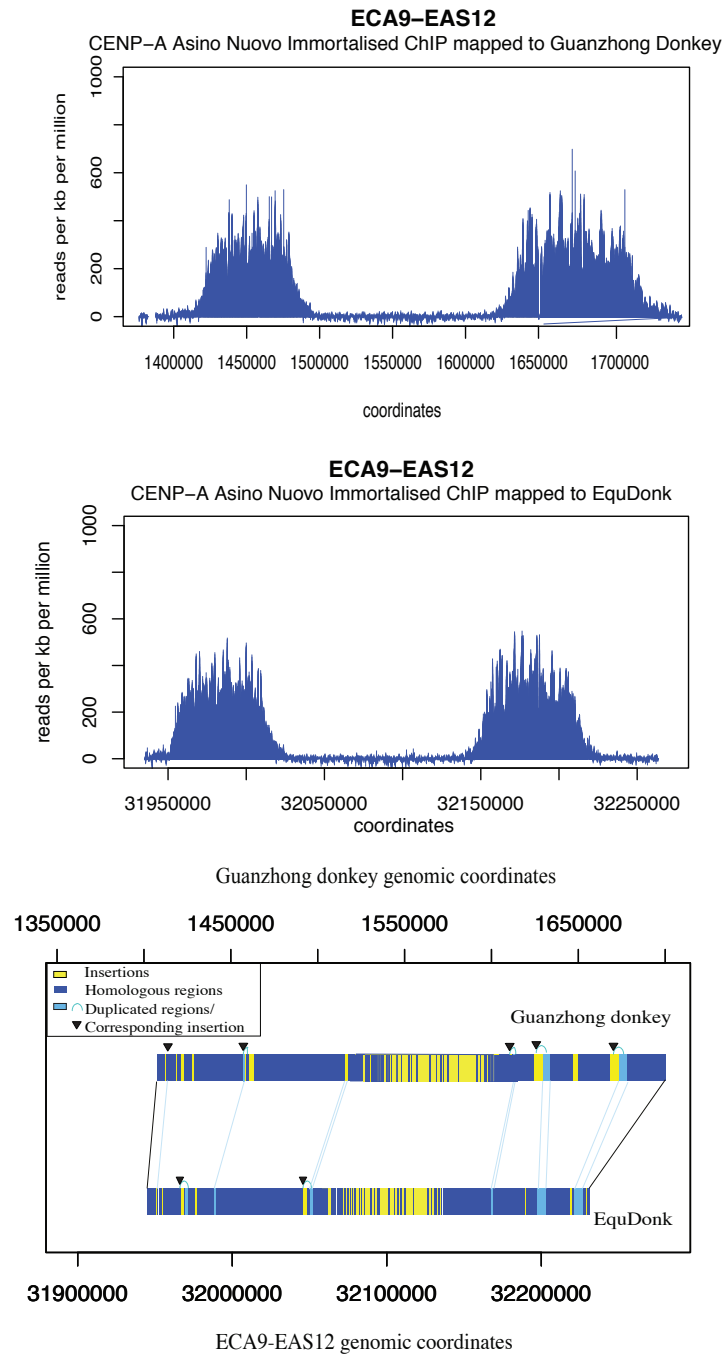 ECA9−EAS12
CENP−A Asino Nuovo Immortalised ChIP mapped to Guanzhong Donkey
reads per kb per million
1000
600
200
0
1400000 1450000 1500000 1550000 1600000 1650000 1700000
coordinates
ECA9−EAS12
CENP−A Asino Nuovo Immortalised ChIP mapped to EquDonk
reads per kb per million
1000
600
200
0
31950000 32050000 32150000 32250000
coordinates
Guanzhong donkey genomic coordinates
1350000 1450000 1550000 1650000
Insertions
Homologous regions
Duplicated regions/
Corresponding insertion
Guanzhong donkey
EquDonk
31900000 32000000 32100000 32200000
ECA9-EAS12 genomic coordinates